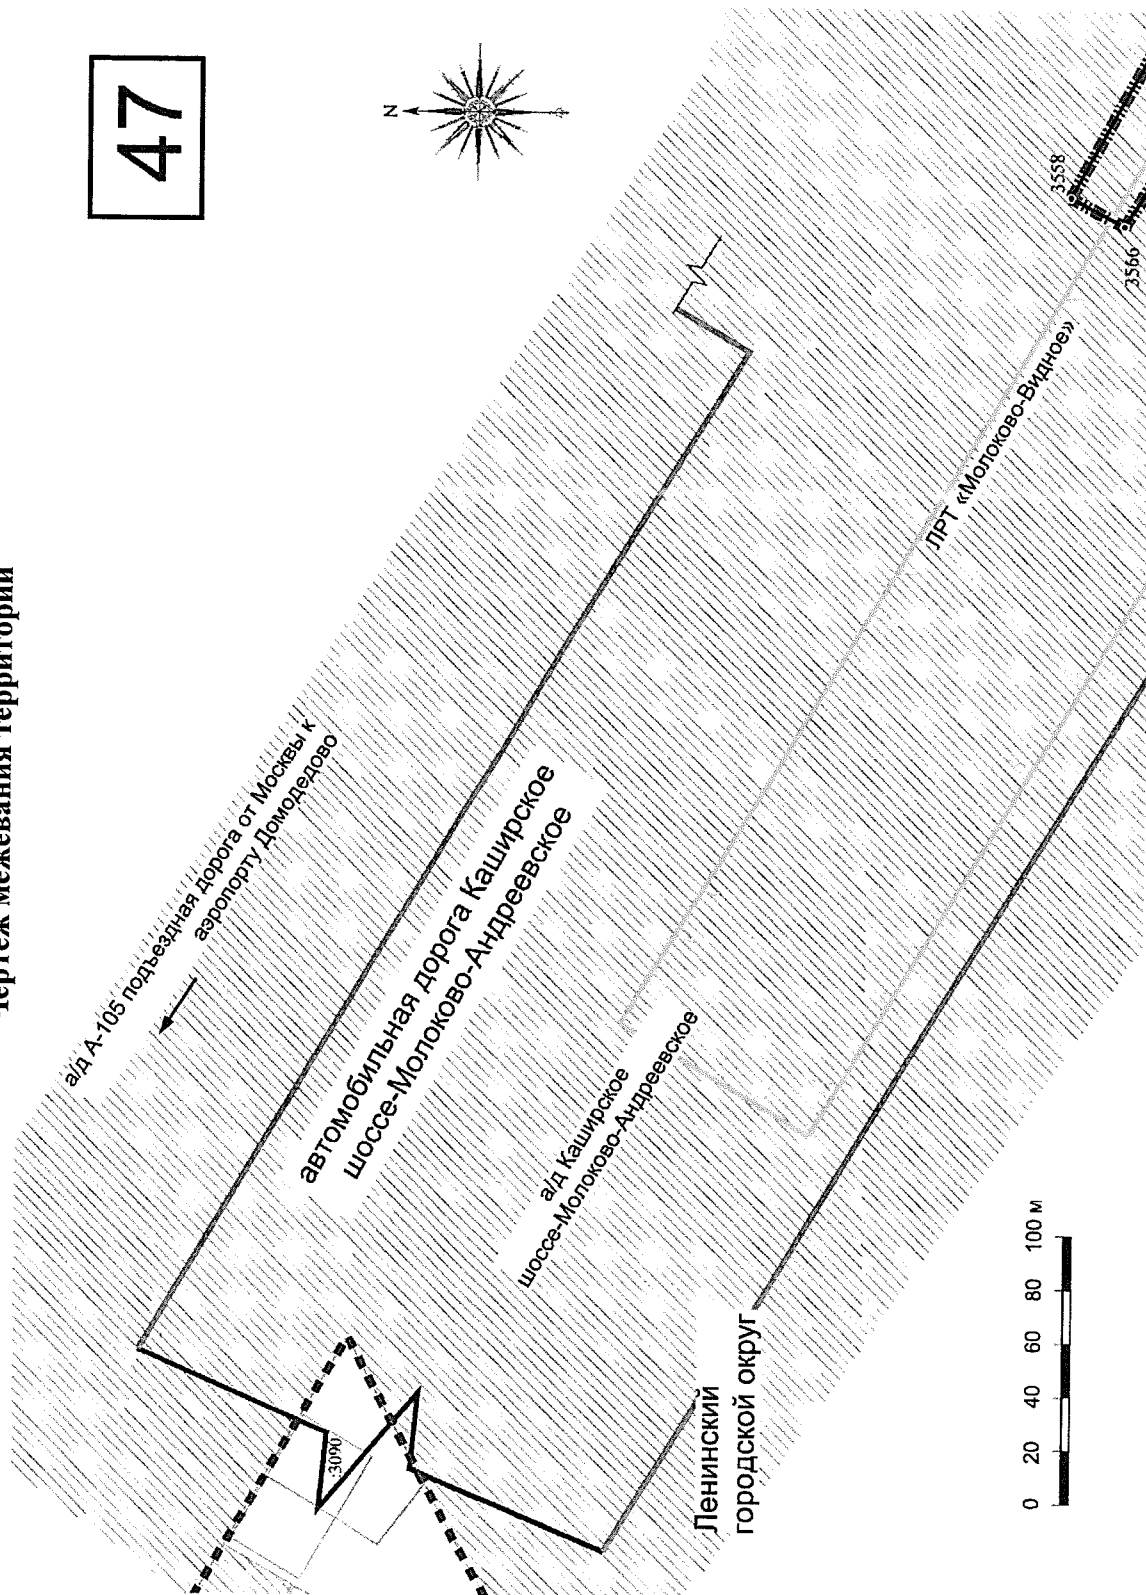 Чертеж межевания территории
47
N
3558
3566
ЛРТ «Молоково-Видное»
а/д А-105 подъездная дорога от Москвы к
аэропорту Домодедово
автомобильная дорога Каширское
шоссе-Молоково-Андреевское
а/д Каширское
шоссе-Молоково-Андреевское
:3090
Ленинский
городской округ
0 20 40 60 80 100 м